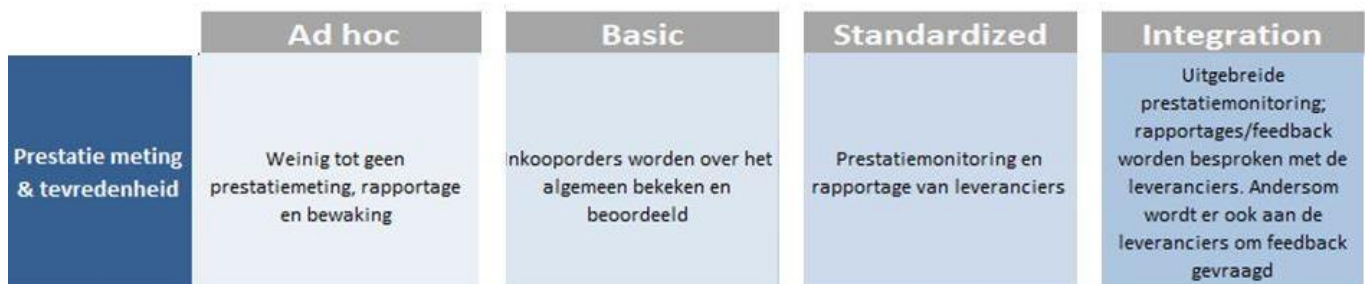 Ad hoc
Basic
Standardized
Integration
Prestatie meting
& tevredenheid
Weinig tot geen
prestatiemeting, rapportage
en bewaking
Inkooporders worden over het
algemeen bekeken en
beoordeeld
Prestatiemonitoring en
rapportage van leveranciers
Uitgebreide
prestatiemonitoring;
rapportages/feedback
worden besproken met de
leveranciers. Andersom
wordt er ook aan de
leveranciers om feedback
gevraagd